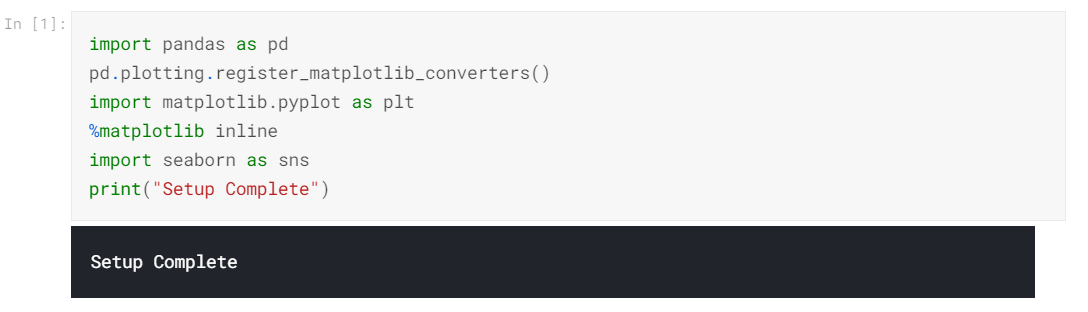 In [1]:
import pandas as pd
pd.plotting.register_matplotlib_converters()
import matplotlib.pyplot as plt
%matplotlib inline
import seaborn as sns
print("Setup Complete")
Setup Complete